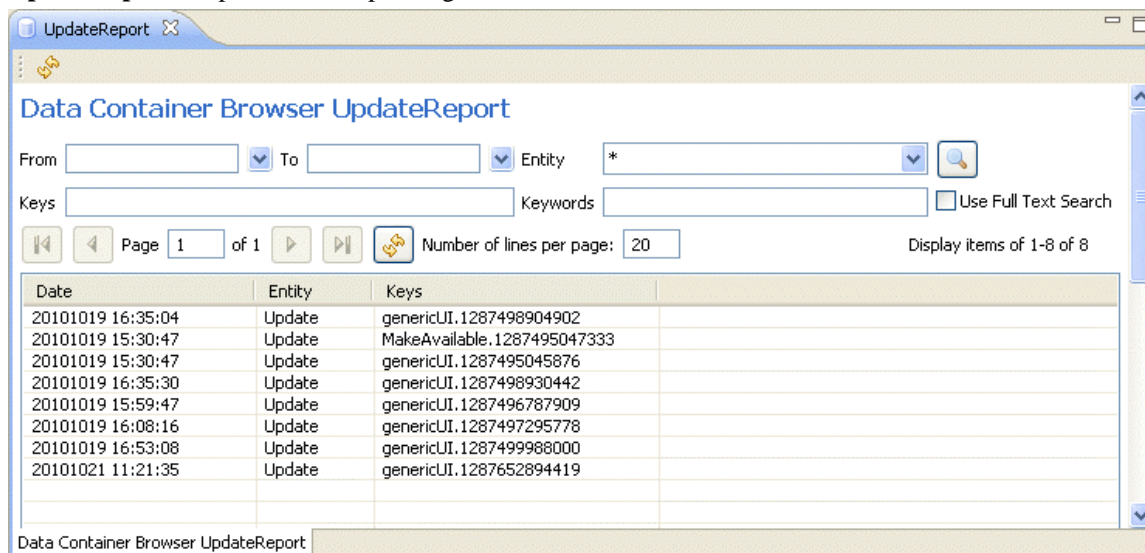 UpdateReport
Data Container Browser UpdateReport
From To Entity *
Keys Keywords Use Full Text Search
Page 1 of 1 Number of lines per page: 20 Display items of 1-8 of 8
Date Entity Keys
20101019 16:35:04 Update genericUI.1287498904902
20101019 15:30:47 Update MakeAvailable.1287495047333
20101019 15:30:47 Update genericUI.1287495045876
20101019 16:35:30 Update genericUI.1287498930442
20101019 15:59:47 Update genericUI.1287496787909
20101019 16:08:16 Update genericUI.1287497295778
20101019 16:53:08 Update genericUI.1287499988000
20101021 11:21:35 Update genericUI.1287652894419
Data Container Browser UpdateReport